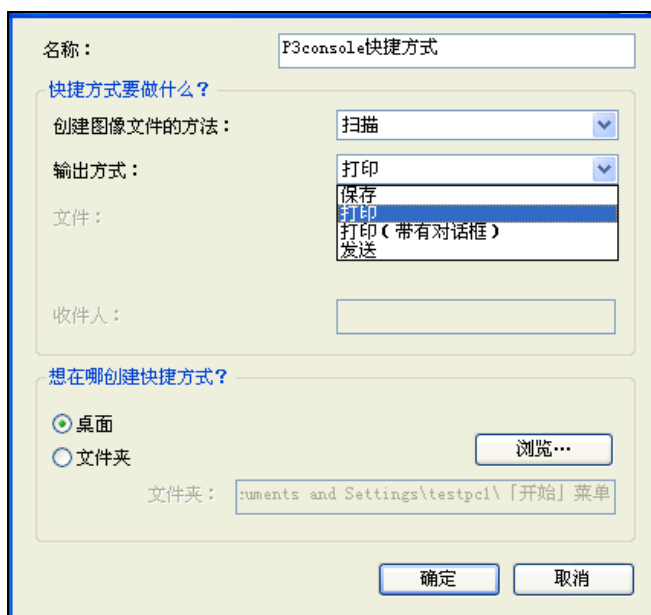 名称：
P3console快捷方式
快捷方式要做什么？
创建图像文件的方法：
扫描
输出方式：
打印
保存
打印
打印（带有对话框）
发送
文件：
收件人：
想在哪创建快捷方式？
桌面
文件夹
浏览…
文件夹：
uments and Settings\testpc1\「开始」菜单
确定
取消